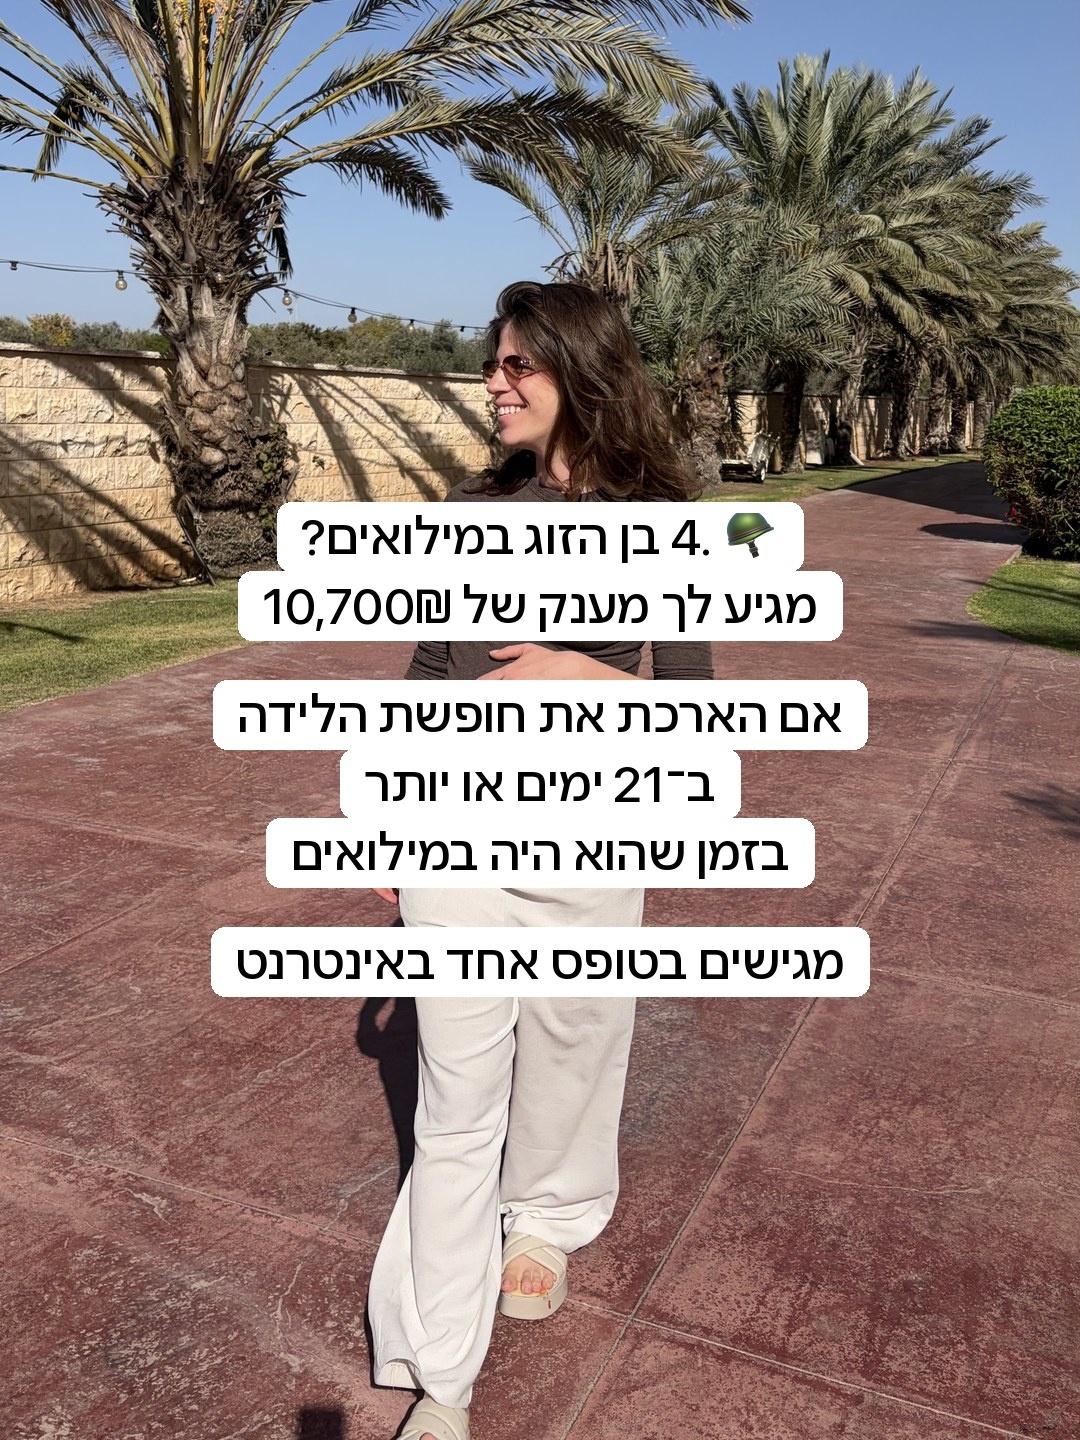 🪖 4. בן הזוג במילואים?
מגיע לך מענק של 10,700₪
אם הארכת את חופשת הלידה
ב־21 ימים או יותר
בזמן שהוא היה במילואים
מגישים בטופס אחד באינטרנט